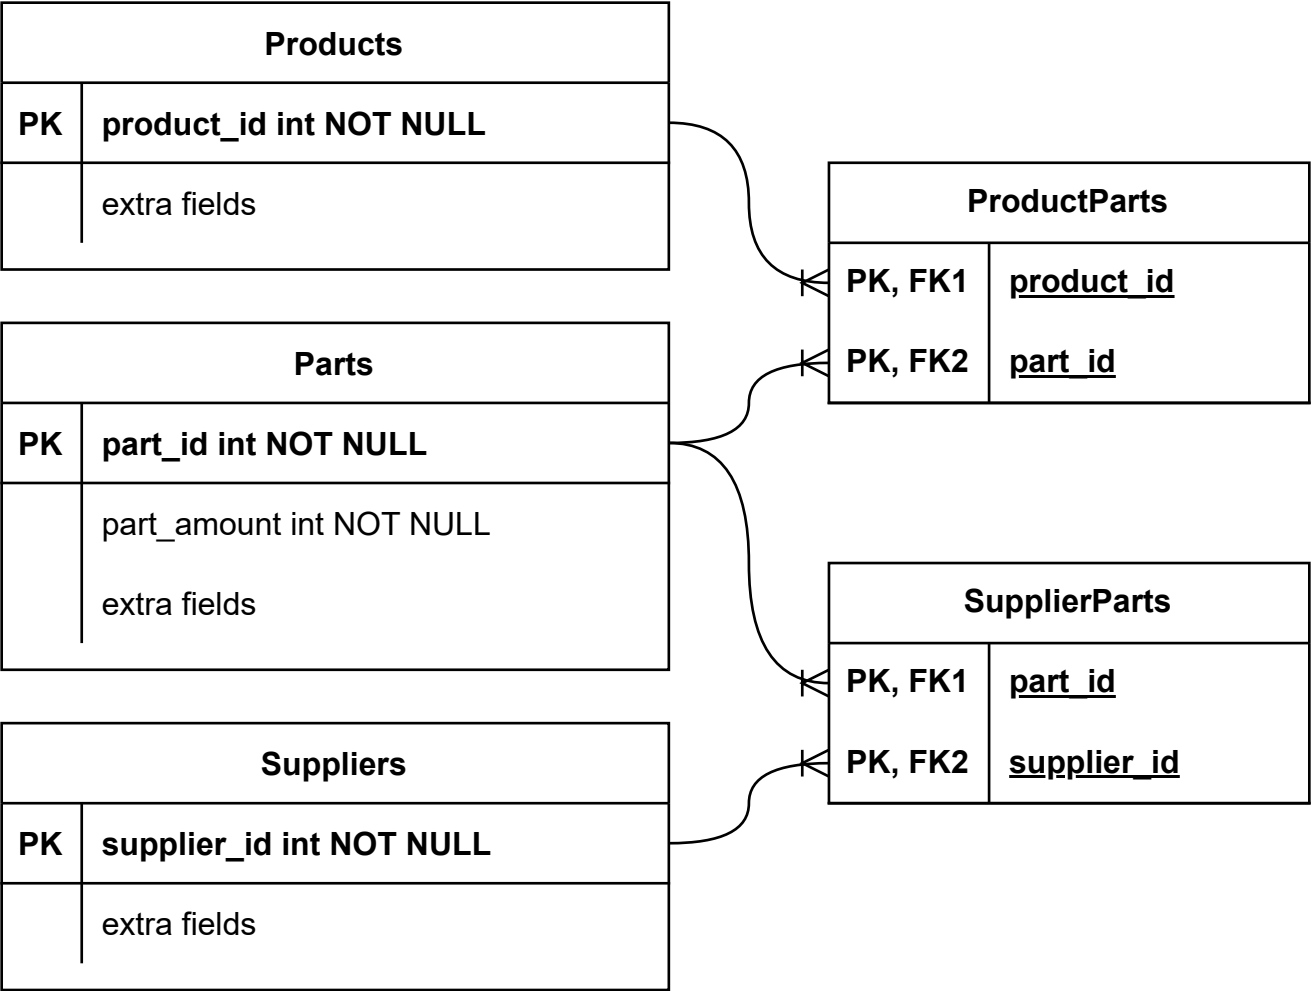 Products
PK product_id int NOT NULL
extra fields
Parts
PK part_id int NOT NULL
part_amount int NOT NULL
extra fields
Suppliers
PK supplier_id int NOT NULL
extra fields
ProductParts
PK, FK1 product_id
PK, FK2 part_id
SupplierParts
PK, FK1 part_id
PK, FK2 supplier_id